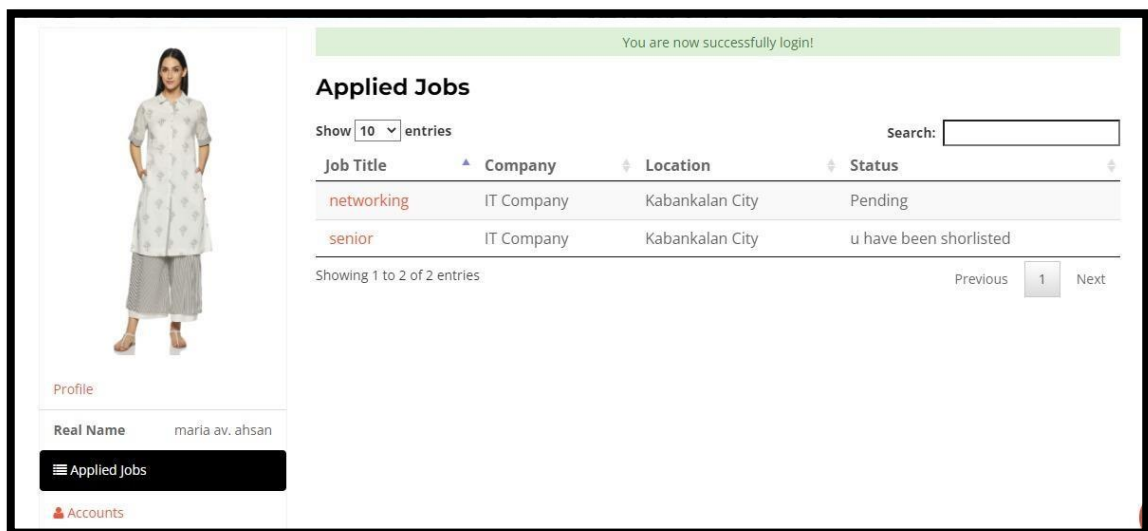 You are now successfully login!
Applied Jobs
Show 10 entries
Search:
Job Title Company Location Status
networking IT Company Kabankalan City Pending
senior IT Company Kabankalan City u have been shorlisted
Showing 1 to 2 of 2 entries
Previous 1 Next
Profile
Real Name maria av. ahsan
Applied Jobs
Accounts